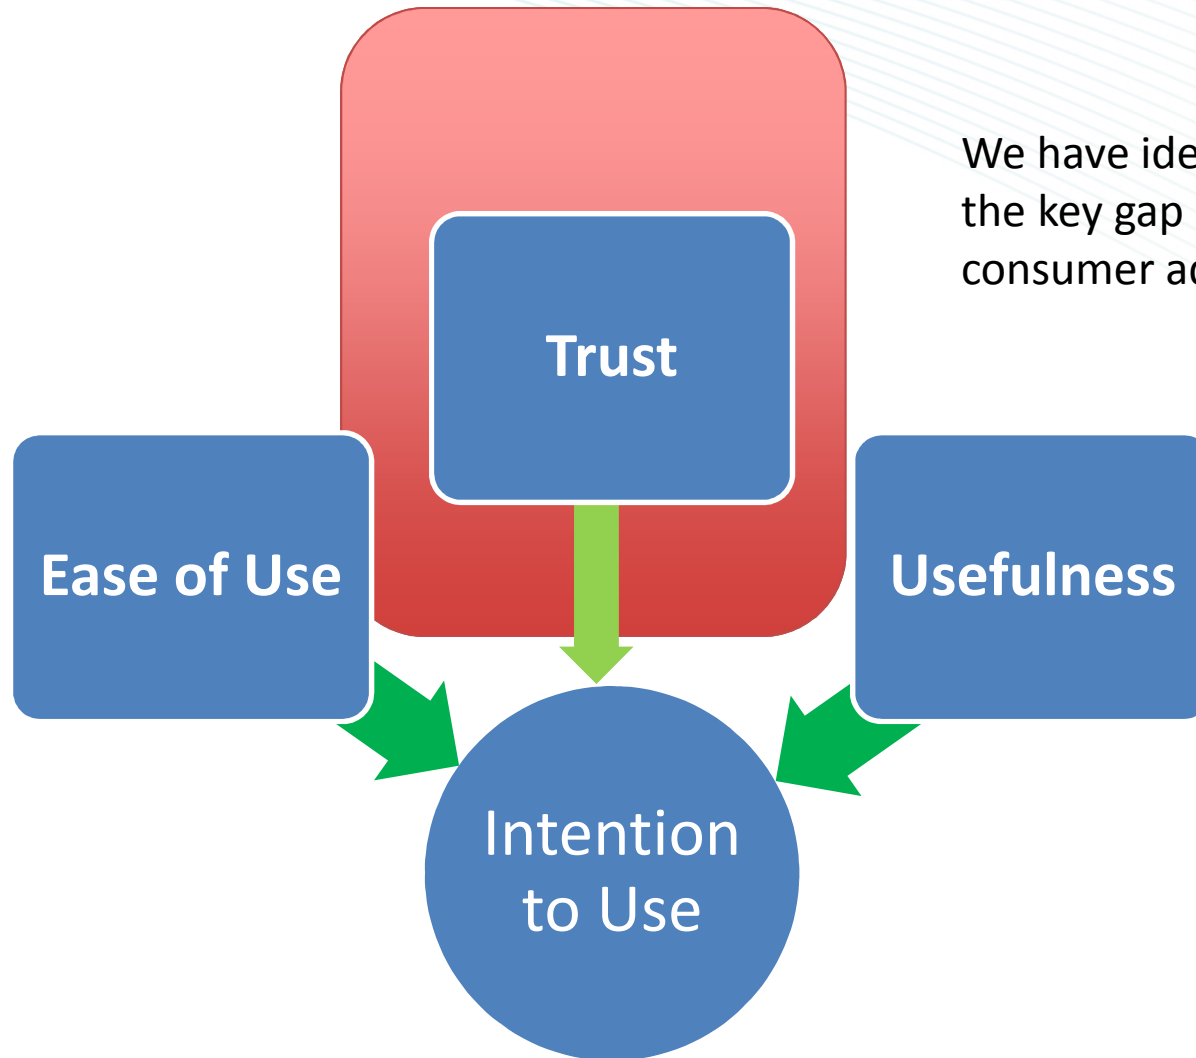 We have ide
the key gap
consumer ac
Trust
Ease of Use
Usefulness
Intention
to Use